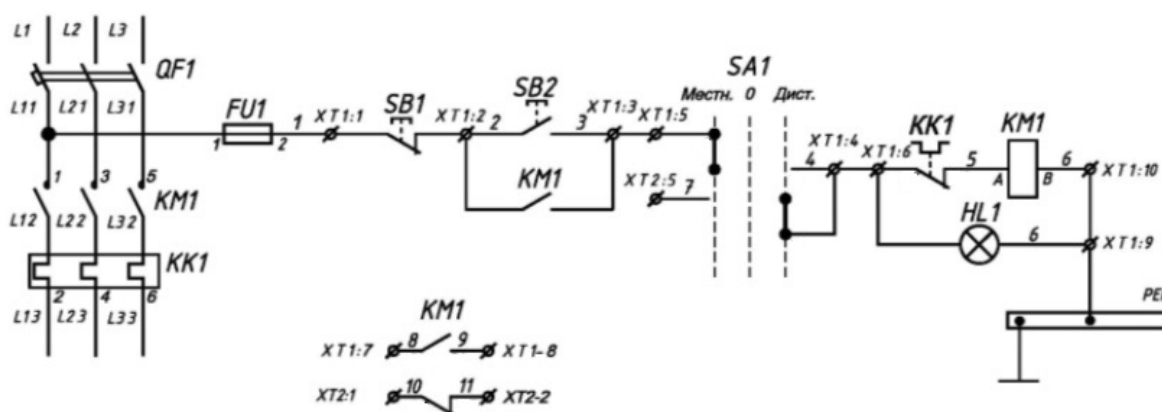 L1 L2 L3
QF1
L11 L21 L31
FU1
1 2
1
XT1:1
SB1
XT1:2
2
SB2
3
XT1:3
XT1:5
KM1
SA1
Местн. 0 Дист.
XT2:5
7
4
XT1:4
XT1:6
KK1
5
KM1
A B
6
XT1:10
HL1
6
XT1:9
1 3 5
KM1
L12 L22 L32
KK1
2 4 6
L13 L23 L33
KM1
XT1:7 8 9 XT1-8
XT2:1 10 11 XT2-2